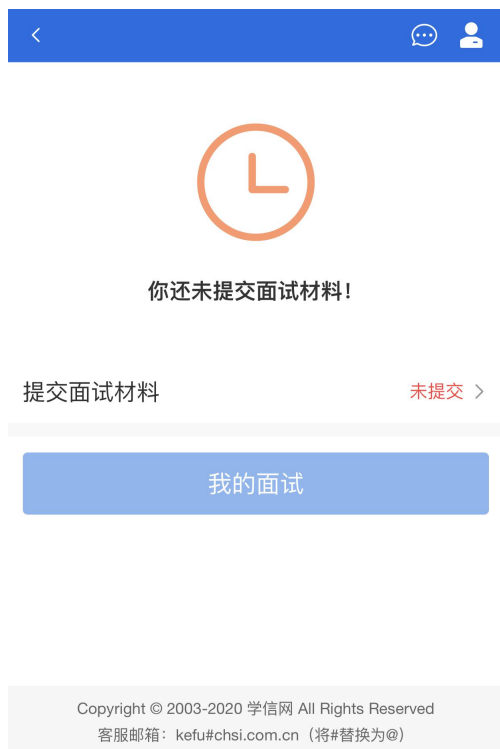 你还未提交面试材料!
提交面试材料 未提交
我的面试
Copyright © 2003-2020 学信网 All Rights Reserved
客服邮箱：kefu#chsi.com.cn（将#替换为@）